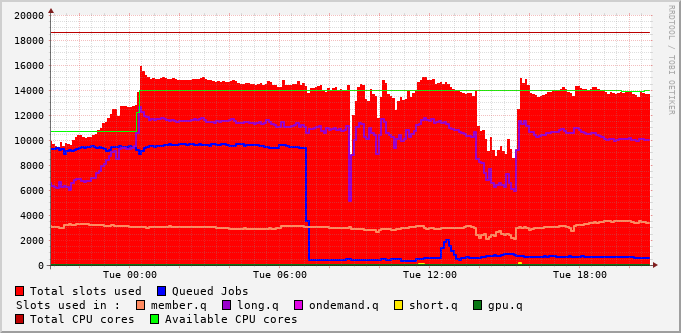 20000
18000
16000
14000
12000
10000
8000
6000
4000
2000
0
Tue 00:00 Tue 06:00 Tue 12:00 Tue 18:00
RRDTOOL / TOBI OETIKER
Total slots used Queued Jobs
Slots used in : member.q long.q ondemand.q short.q gpu.q
Total CPU cores Available CPU cores